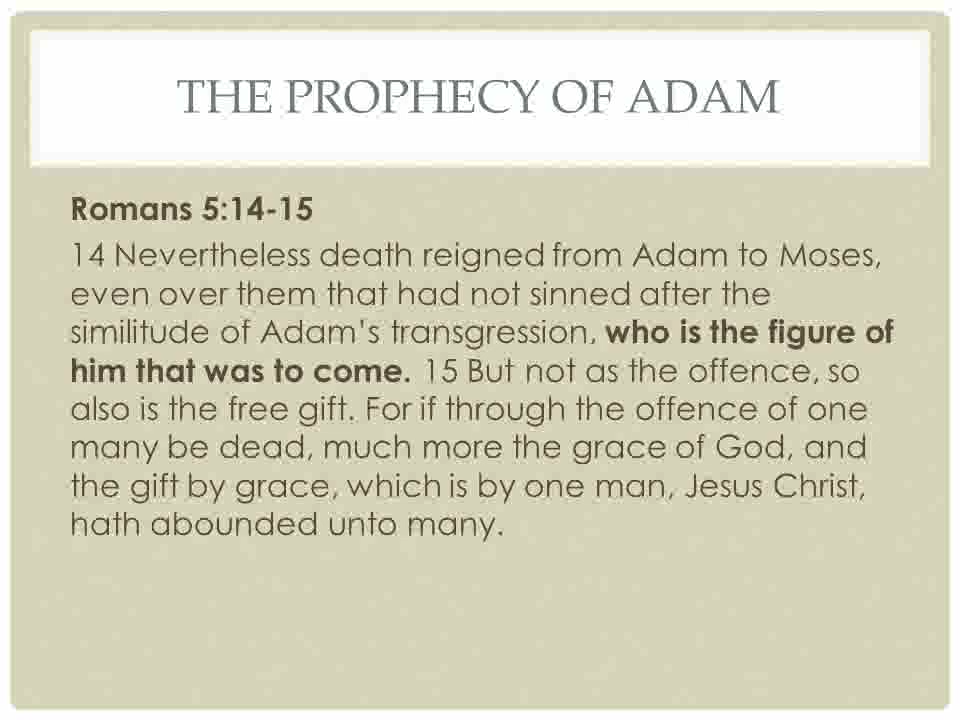 THE PROPHECY OF ADAM
Romans 5:14-15
14 Nevertheless death reigned from Adam to Moses,
even over them that had not sinned after the
similitude of Adam's transgression, who is the figure of
him that was to come. 15 But not as the offence, so
also is the free gift. For if through the offence of one
many be dead, much more the grace of God, and
the gift by grace, which is by one man, Jesus Christ,
hath abounded unto many.